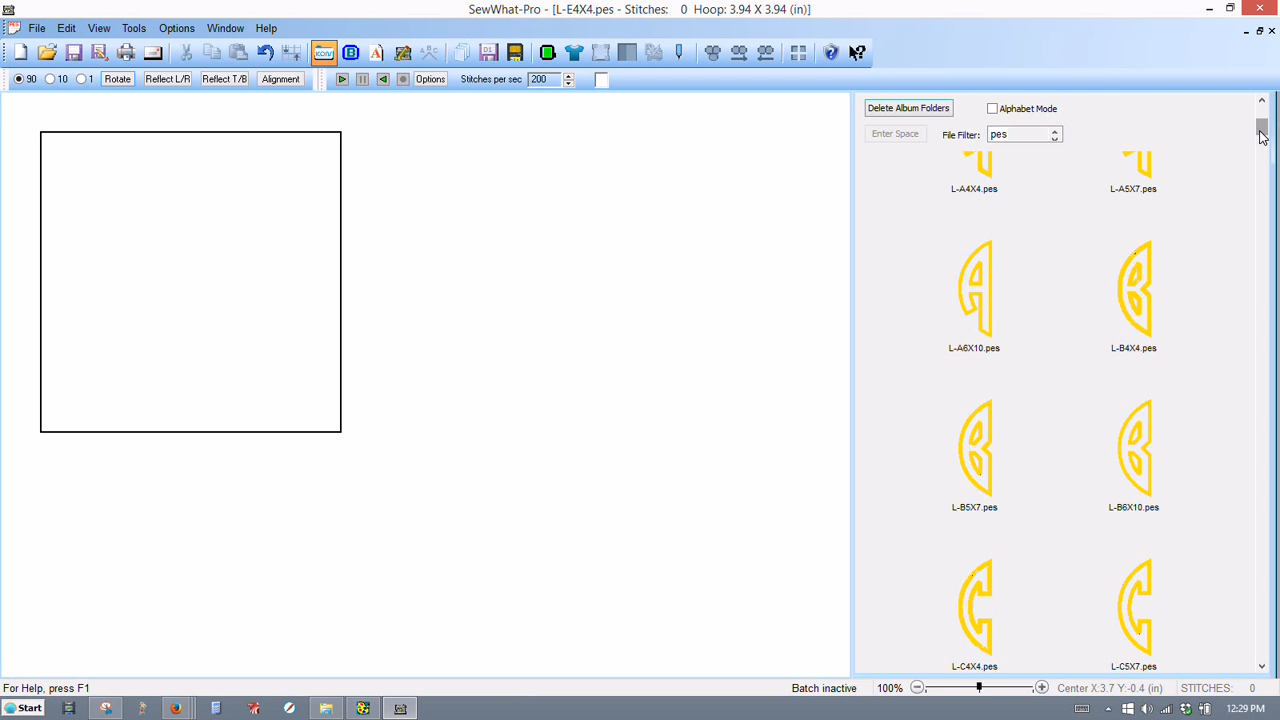 SewWhat-Pro - [L-E4X4.pes - Stitches: 0 Hoop: 3.94 X 3.94 (in)]
File Edit View Tools Options Window Help
90 10 1 Rotate Reflect L/R Reflect T/B Alignment Options Stitches per sec 200
Delete Album Folders Alphabet Mode
Enter Space File Filter: pes
L-A4X4.pes L-A5X7.pes
L-A6X10.pes L-B4X4.pes
L-B5X7.pes L-B6X10.pes
L-C4X4.pes L-C5X7.pes
For Help, press F1 Batch inactive 100% Center X:3.7 Y:-0.4 (in) STITCHES: 0
Start 12:29 PM